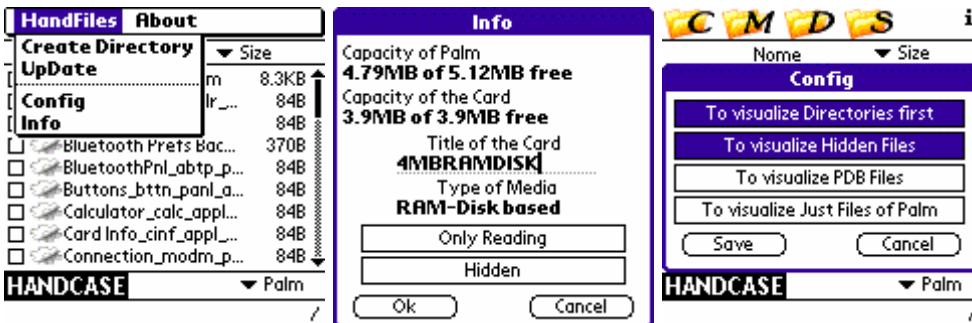 HandFiles About
Create Directory
UpDate
Config
Info
▼ Size
m 8.3KB
lr_... 84B
84B
Bluetooth Prefs Bac... 370B
BluetoothPnl_abtp_p... 84B
Buttons_bttn_panl_a... 84B
Calculator_calc_appl... 84B
Card Info_cinf_appl_... 84B
Connection_modm_p... 84B
HANDCASE ▼ Palm
/
Info
Capacity of Palm
4.79MB of 5.12MB free
Capacity of the Card
3.9MB of 3.9MB free
Title of the Card
4MBRAMDISK
Type of Media
RAM-Disk based
Only Reading
Hidden
Ok Cancel
C M D S i
Nome ▼ Size
Config
To visualize Directories first
To visualize Hidden Files
To visualize PDB Files
To visualize Just Files of Palm
Save Cancel
HANDCASE ▼ Palm
/